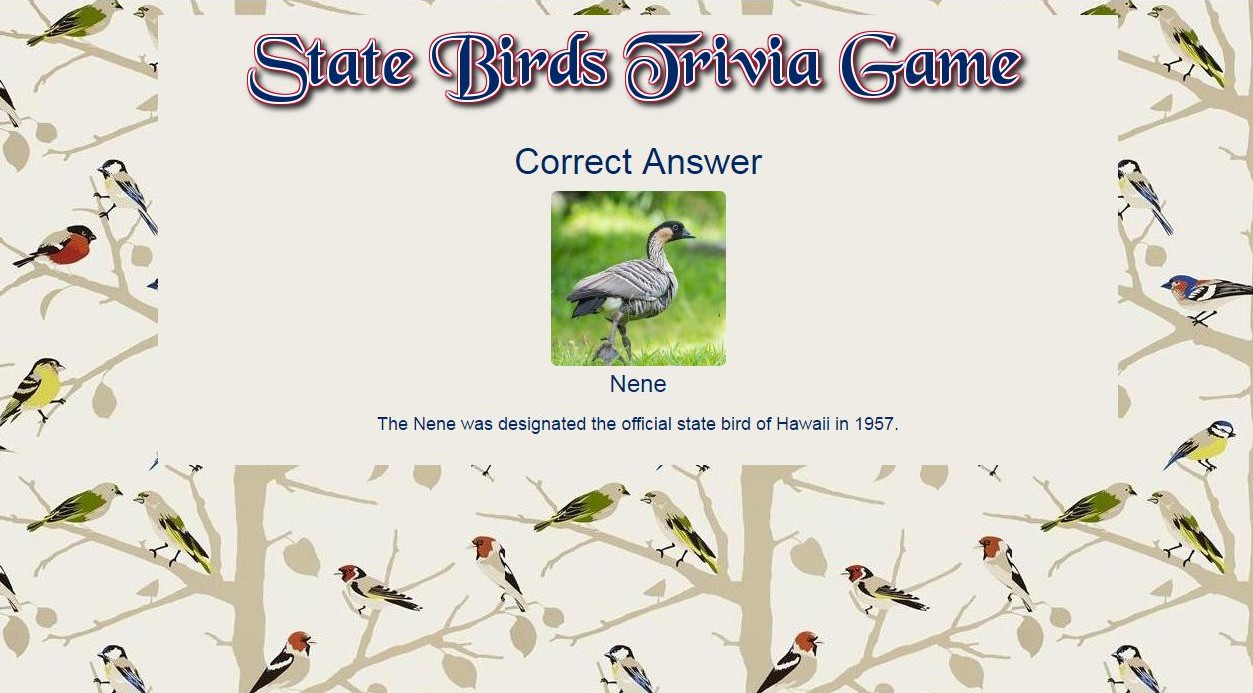 State Birds Trivia Game
Correct Answer
Nene
The Nene was designated the official state bird of Hawaii in 1957.